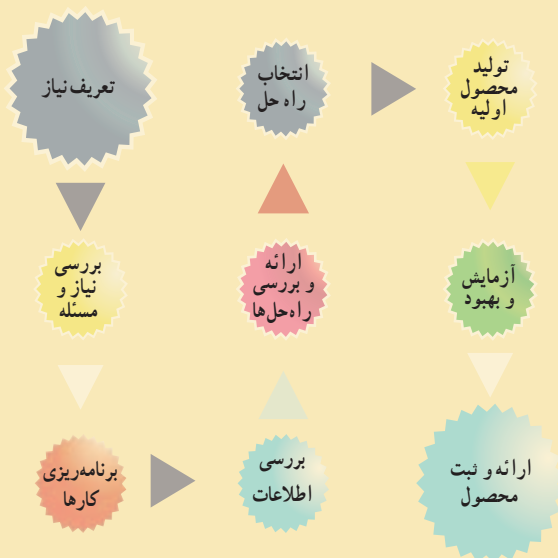 تعریف نیاز
بررسی
نیاز و
مسئله
برنامه‌ریزی
کارها
بررسی
اطلاعات
ارائه
و بررسی
راه‌حل‌ها
انتخاب
راه حل
تولید
محصول
اولیه
آزمایش
و بهبود
ارائه و ثبت
محصول